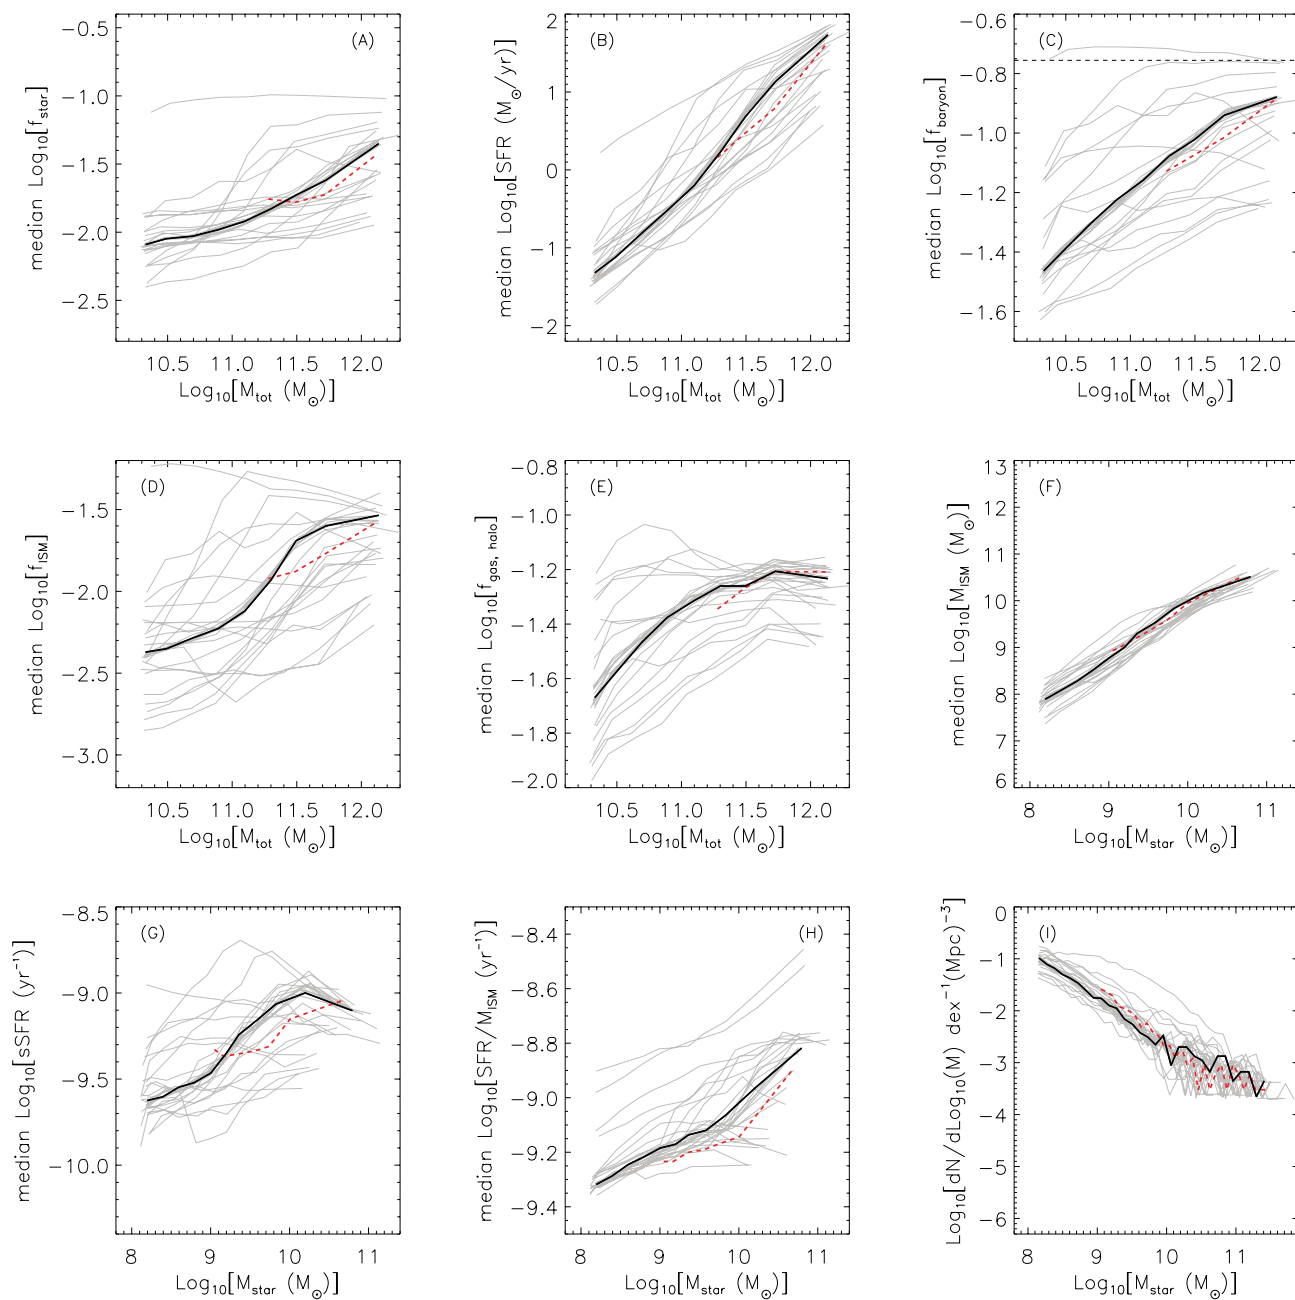 (A)
median Log10[fstar]
−0.5
−1.0
−1.5
−2.0
−2.5
10.5 11.0 11.5 12.0
Log10[Mtot (M⊙)]
(B)
median Log10[SFR (M⊙/yr)]
2
1
0
−1
−2
10.5 11.0 11.5 12.0
Log10[Mtot (M⊙)]
(C)
median Log10[fbaryon]
−0.6
−0.8
−1.0
−1.2
−1.4
−1.6
10.5 11.0 11.5 12.0
Log10[Mtot (M⊙)]
(D)
median Log10[fISM]
−1.5
−2.0
−2.5
−3.0
10.5 11.0 11.5 12.0
Log10[Mtot (M⊙)]
(E)
median Log10[fgas, halo]
−0.8
−1.0
−1.2
−1.4
−1.6
−1.8
−2.0
10.5 11.0 11.5 12.0
Log10[Mtot (M⊙)]
(F)
median Log10[MISM (M⊙)]
13
12
11
10
9
8
7
6
8 9 10 11
Log10[Mstar (M⊙)]
(G)
median Log10[sSFR (yr−1)]
−8.5
−9.0
−9.5
−10.0
8 9 10 11
Log10[Mstar (M⊙)]
(H)
median Log10[SFR/MISM (yr−1)]
−8.4
−8.6
−8.8
−9.0
−9.2
−9.4
8 9 10 11
Log10[Mstar (M⊙)]
(I)
Log10[dN/dLog10(M) dex−1(Mpc)−3]
0
−1
−2
−3
−4
−5
−6
8 9 10 11
Log10[Mstar (M⊙)]